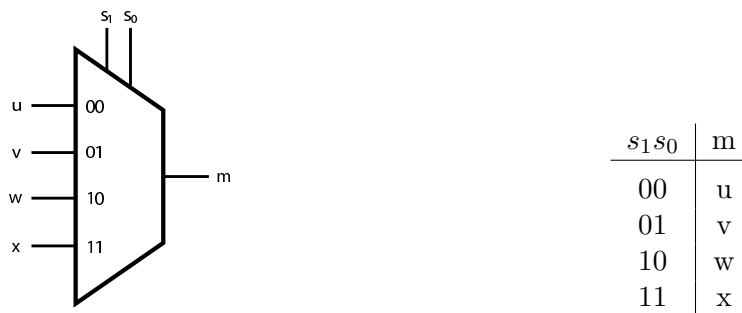 s₁ s₀
u 00
v 01
w 10
x 11
m
s₁s₀ m
00 u
01 v
10 w
11 x